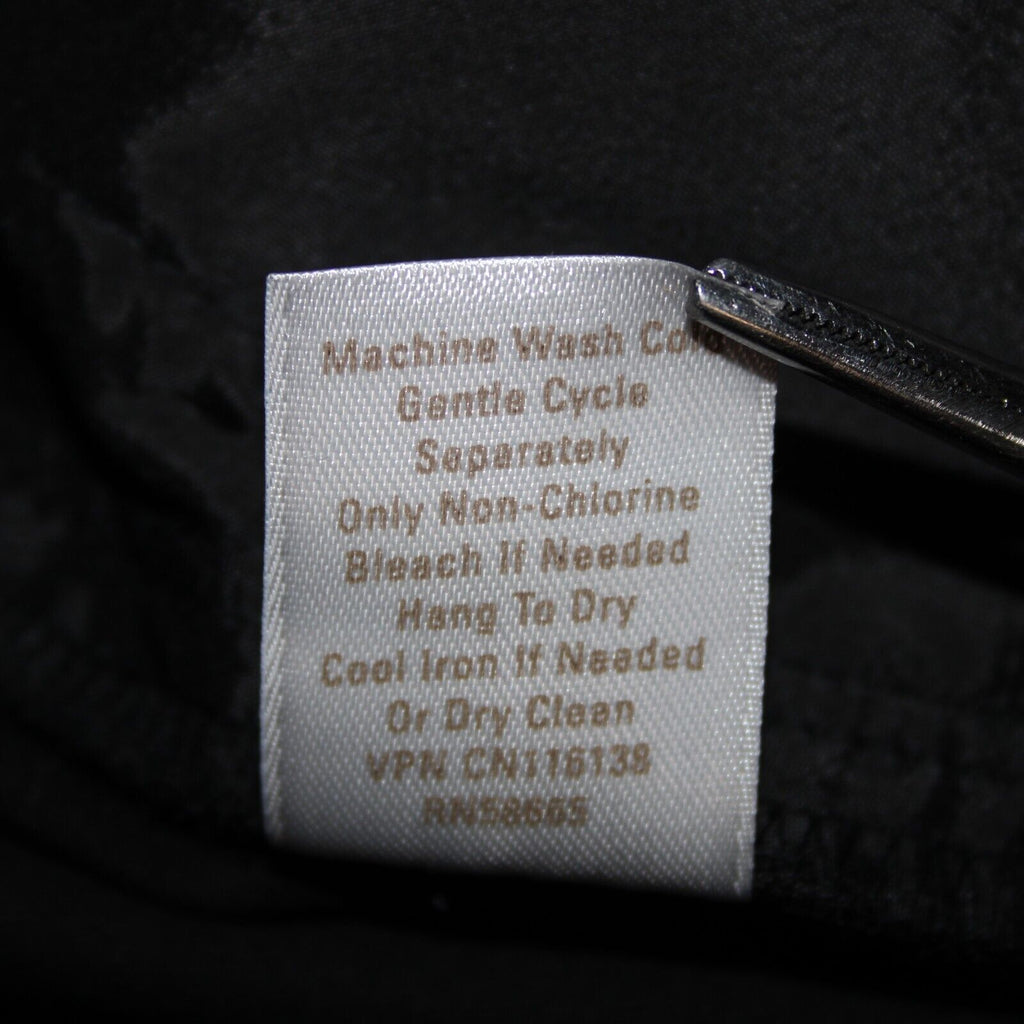 Machine Wash Cold
Gentle Cycle
Separately
Only Non-Chlorine
Bleach If Needed
Hang To Dry
Cool Iron If Needed
Or Dry Clean
VPN CN116138
RN58665